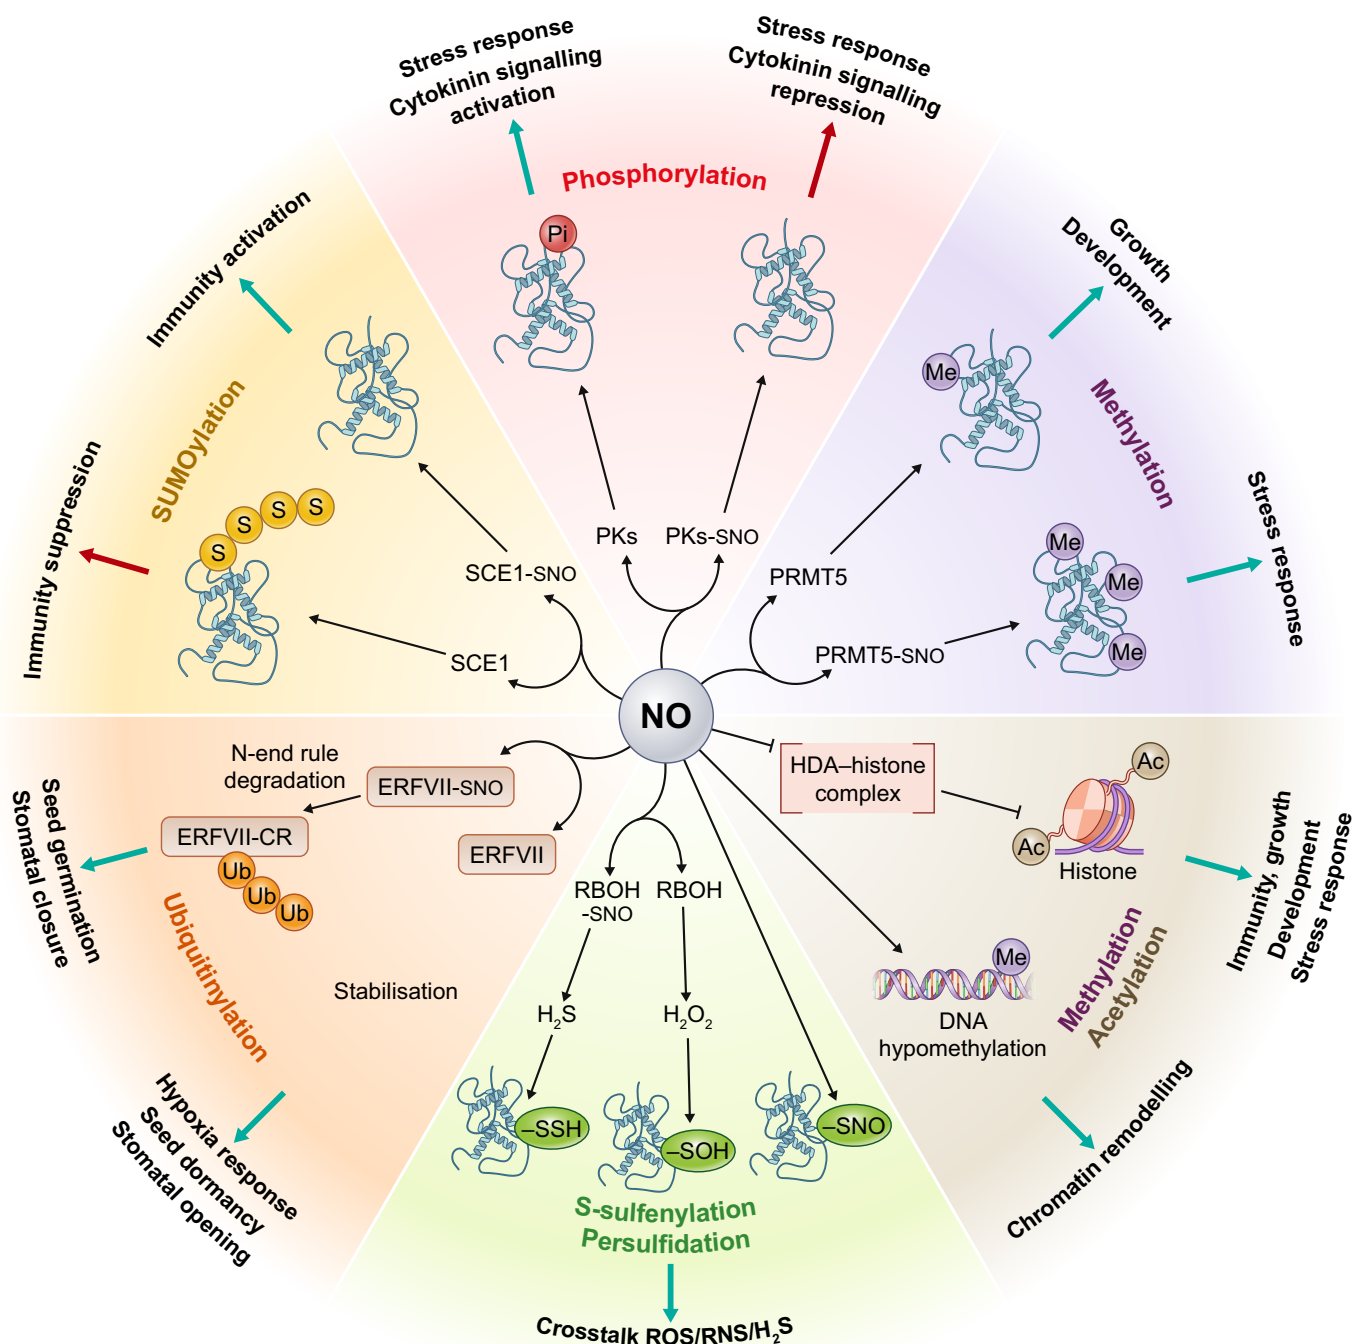 Stress response
Cytokinin signalling
activation
Stress response
Cytokinin signalling
repression
Phosphorylation
Pi
PKs
PKs-SNO
Growth
Development
Methylation
Me
Stress response
Me
Me
Me
PRMT5
PRMT5-SNO
Immunity activation
SUMOylation
Immunity suppression
S
S
S
S
SCE1-SNO
SCE1
NO
N-end rule
degradation
ERFVII-SNO
ERFVII-CR
ERFVII
Ub
Ub
Ub
Seed germination
Stomatal closure
Ubiquitinylation
Stabilisation
Hypoxia response
Seed dormancy
Stomatal opening
RBOH
-SNO
RBOH
H2S
H2O2
–SSH
–SOH
–SNO
S-sulfenylation
Persulfidation
Crosstalk ROS/RNS/H2S
HDA–histone
complex
Ac
Ac
Histone
Immunity, growth
Development
Stress response
Me
DNA
hypomethylation
Methylation
Acetylation
Chromatin remodelling